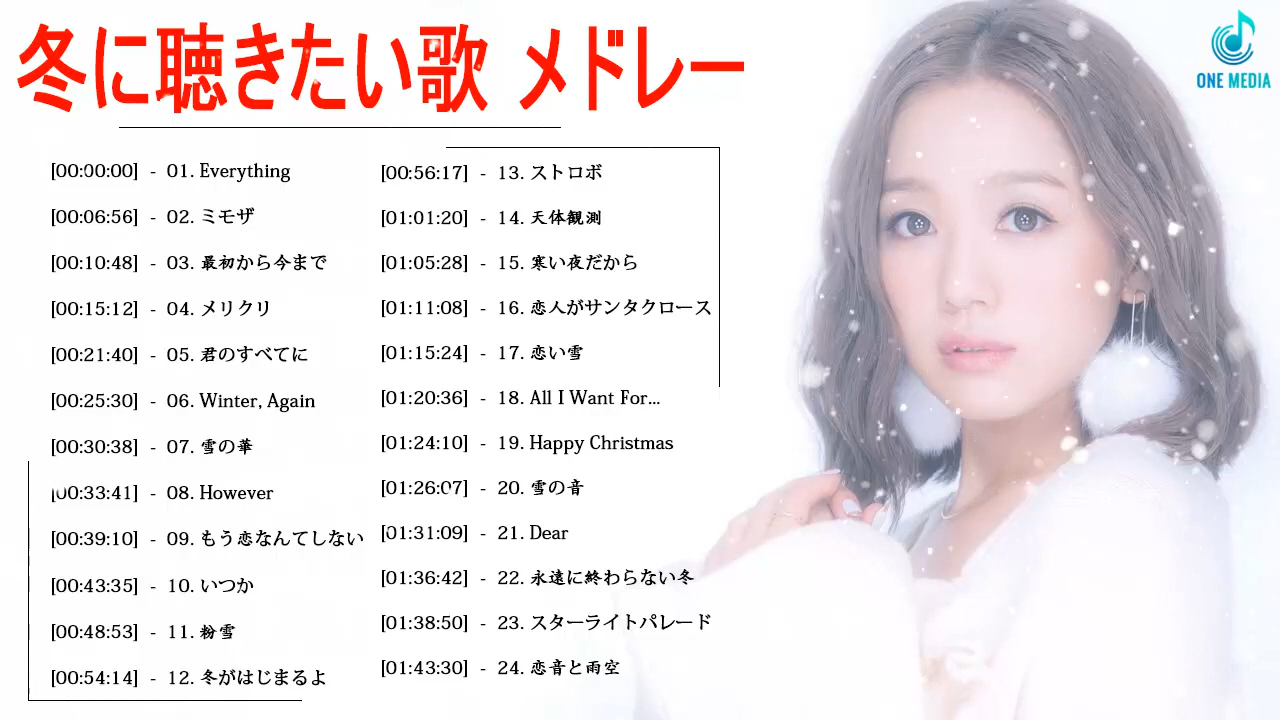 冬に聴きたい歌 メドレー
ONE MEDIA
[00:00:00] - 01. Everything
[00:06:56] - 02. ミモザ
[00:10:48] - 03. 最初から今まで
[00:15:12] - 04. メリクリ
[00:21:40] - 05. 君のすべてに
[00:25:30] - 06. Winter, Again
[00:30:38] - 07. 雪の華
[00:33:41] - 08. However
[00:39:10] - 09. もう恋なんてしない
[00:43:35] - 10. いつか
[00:48:53] - 11. 粉雪
[00:54:14] - 12. 冬がはじまるよ
[00:56:17] - 13. ストロボ
[01:01:20] - 14. 天体観測
[01:05:28] - 15. 寒い夜だから
[01:11:08] - 16. 恋人がサンタクロース
[01:15:24] - 17. 恋い雪
[01:20:36] - 18. All I Want For...
[01:24:10] - 19. Happy Christmas
[01:26:07] - 20. 雪の音
[01:31:09] - 21. Dear
[01:36:42] - 22. 永遠に終わらない冬
[01:38:50] - 23. スターライトパレード
[01:43:30] - 24. 恋音と雨空